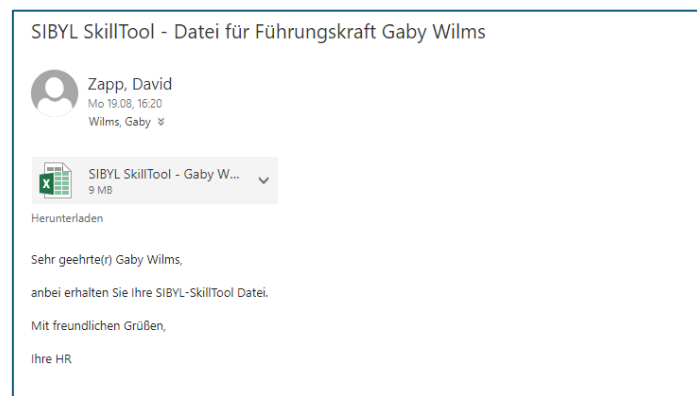 SIBYL SkillTool - Datei für Führungskraft Gaby Wilms
Zapp, David
Mo 19.08, 16:20
Wilms, Gaby
SIBYL SkillTool - Gaby W...
9 MB
Herunterladen
Sehr geehrte(r) Gaby Wilms,
anbei erhalten Sie Ihre SIBYL-SkillTool Datei.
Mit freundlichen Grüßen,
Ihre HR